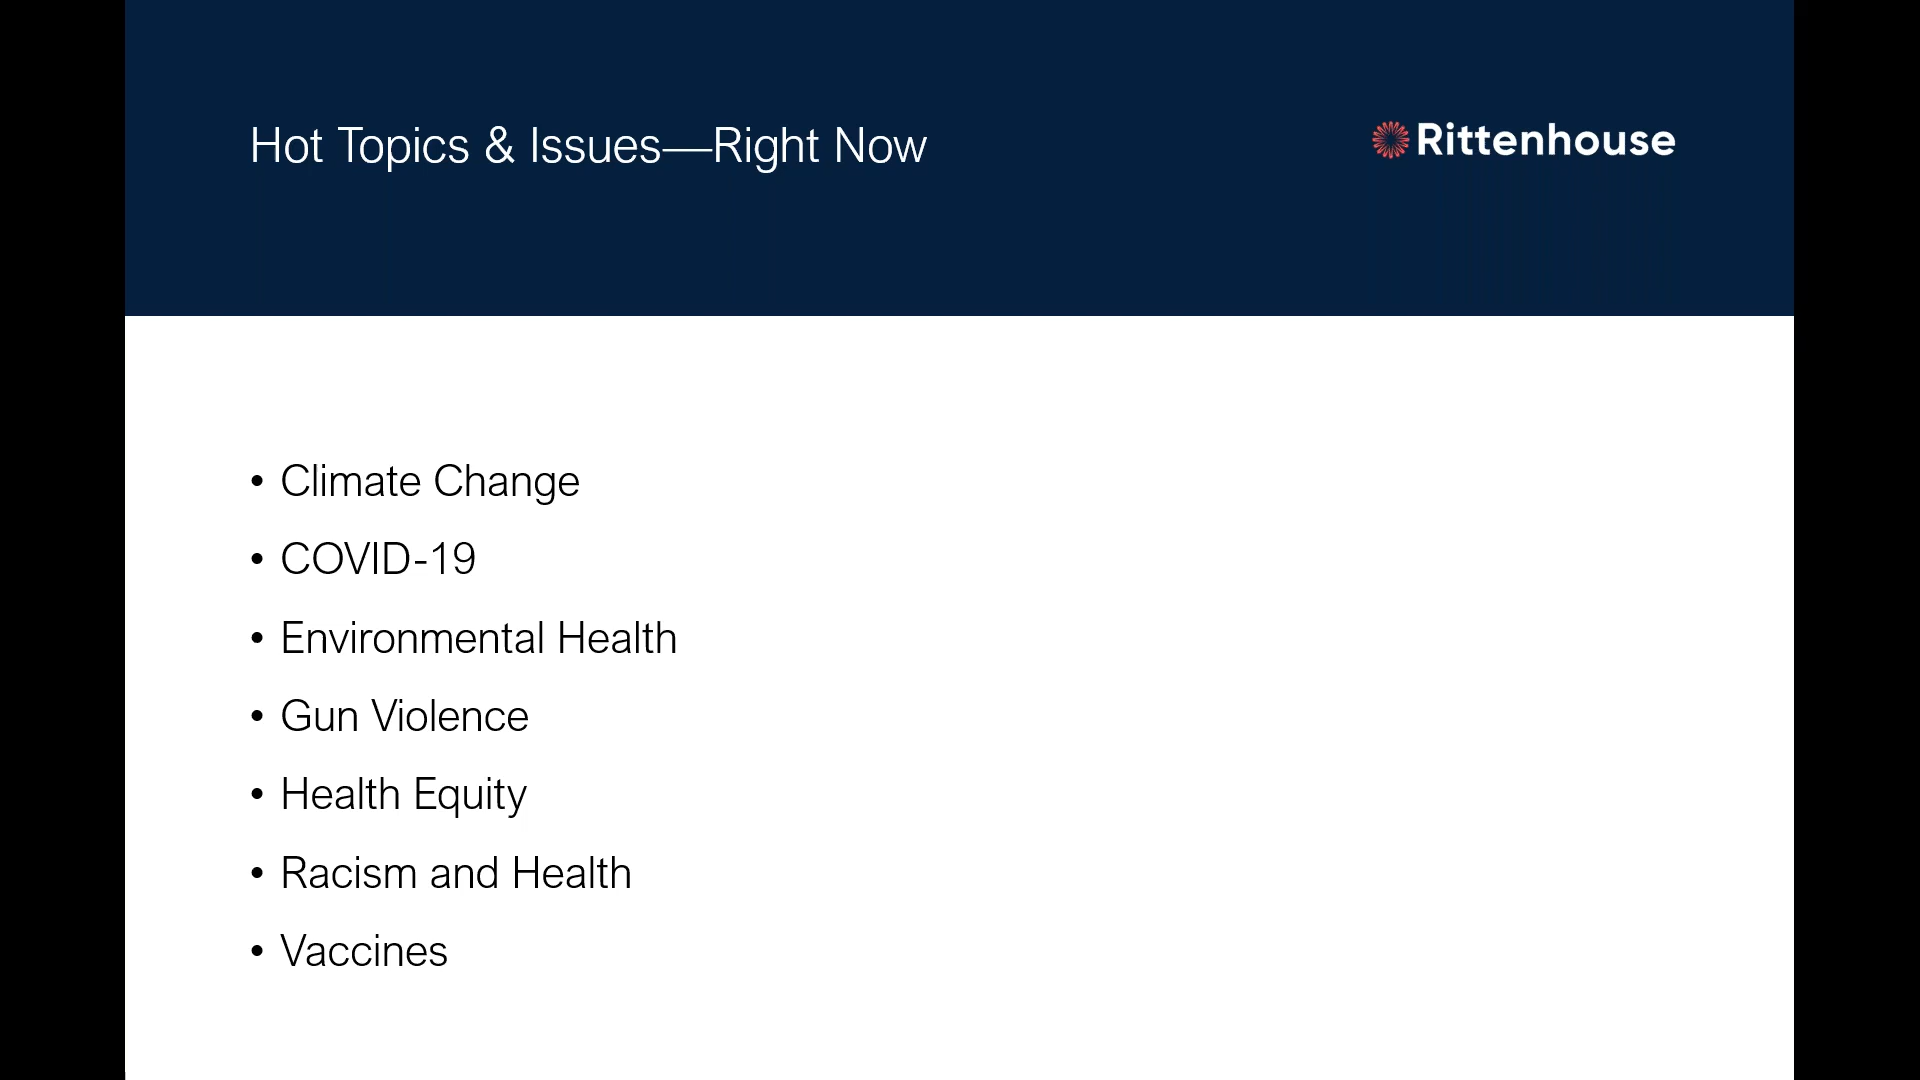 Hot Topics & Issues—Right Now
Rittenhouse
• Climate Change
• COVID-19
• Environmental Health
• Gun Violence
• Health Equity
• Racism and Health
• Vaccines